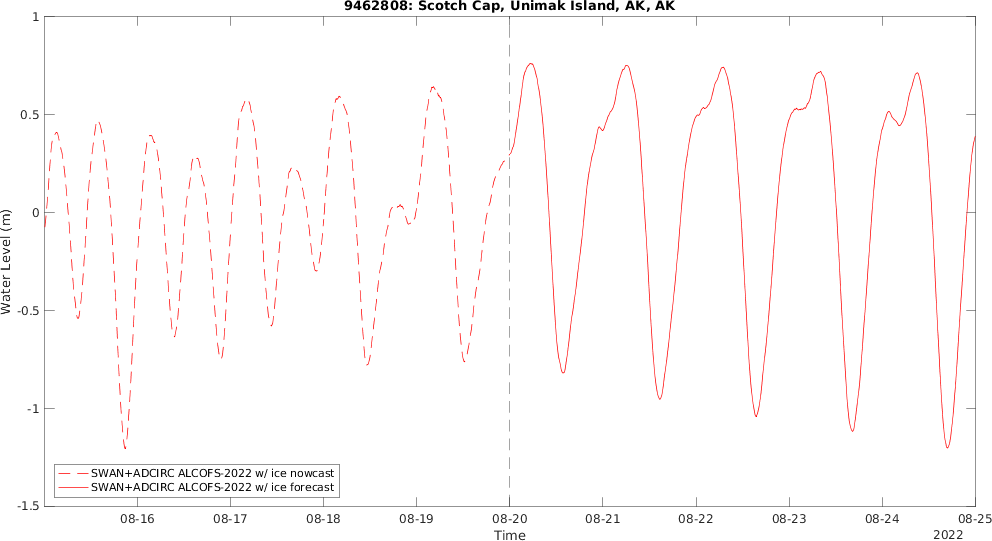 9462808: Scotch Cap, Unimak Island, AK, AK
1
0.5
0
-0.5
-1
-1.5
Water Level (m)
SWAN+ADCIRC ALCOFS-2022 w/ ice nowcast
SWAN+ADCIRC ALCOFS-2022 w/ ice forecast
08-16 08-17 08-18 08-19 08-20 08-21 08-22 08-23 08-24 08-25
Time
2022